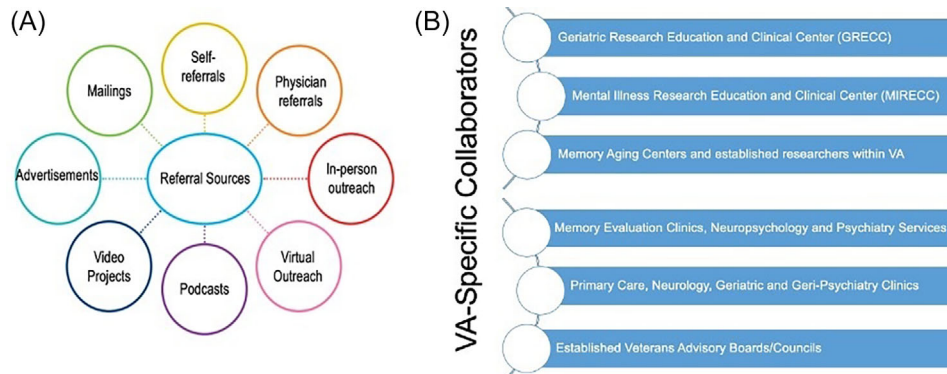 (A)
Self-
referrals
Mailings
Physician
referrals
Advertisements
Referral Sources
In-person
outreach
Video
Projects
Podcasts
Virtual
Outreach
(B)
VA-Specific Collaborators
Geriatric Research Education and Clinical Center (GRECC)
Mental Illness Research Education and Clinical Center (MIRECC)
Memory Aging Centers and established researchers within VA
Memory Evaluation Clinics, Neuropsychology and Psychiatry Services
Primary Care, Neurology, Geriatric and Geri-Psychiatry Clinics
Established Veterans Advisory Boards/Councils